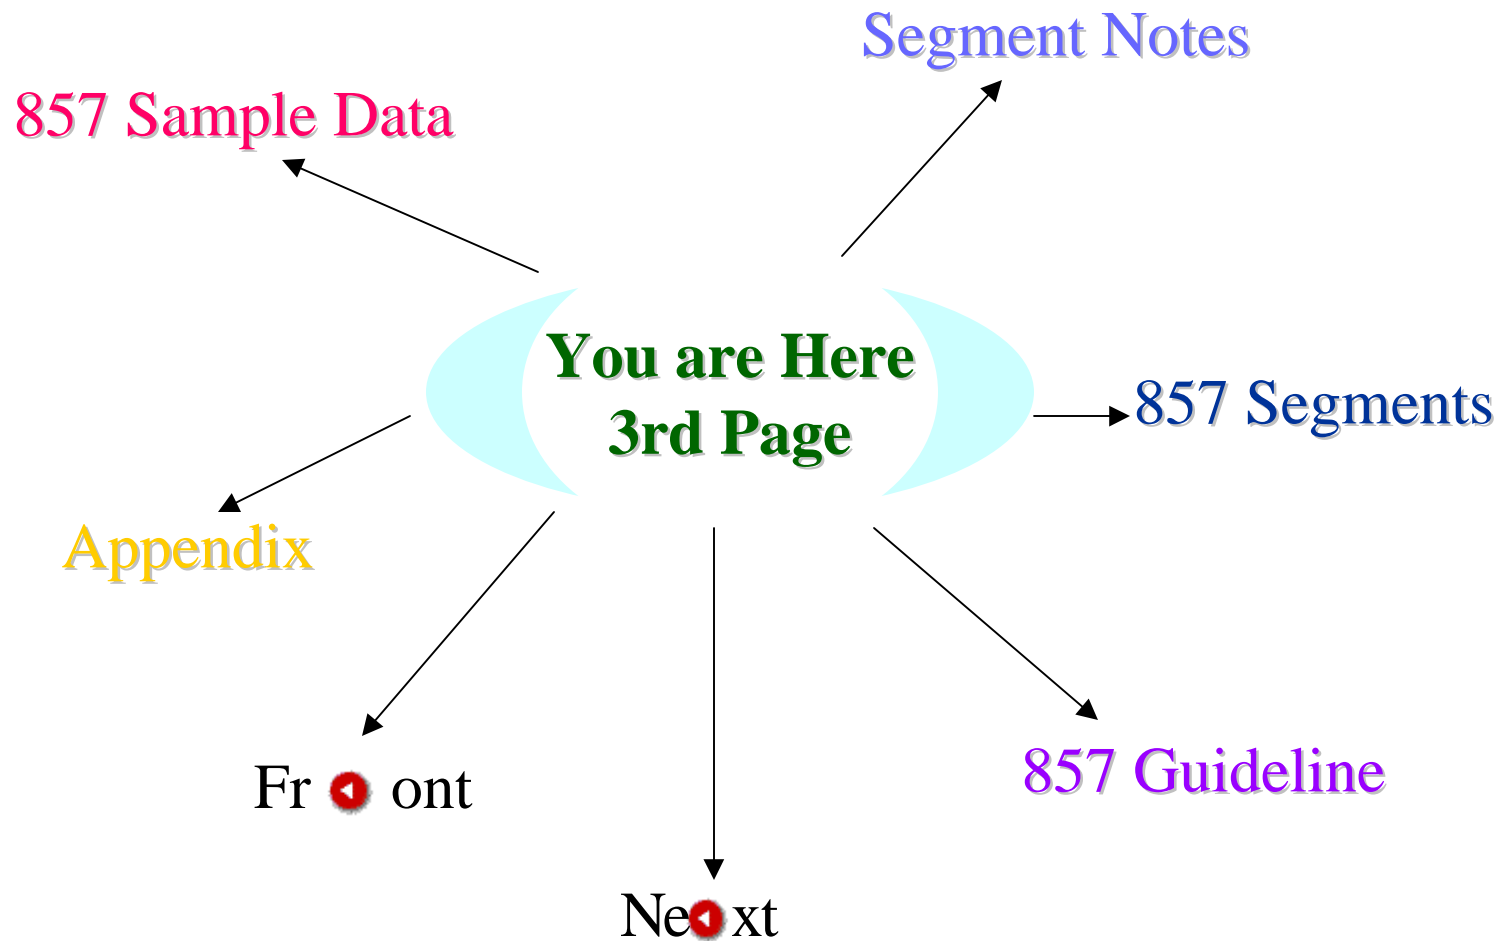 Segment Notes
857 Sample Data
You are Here
3rd Page
857 Segments
Appendix
857 Guideline
Fr ont
Ne xt